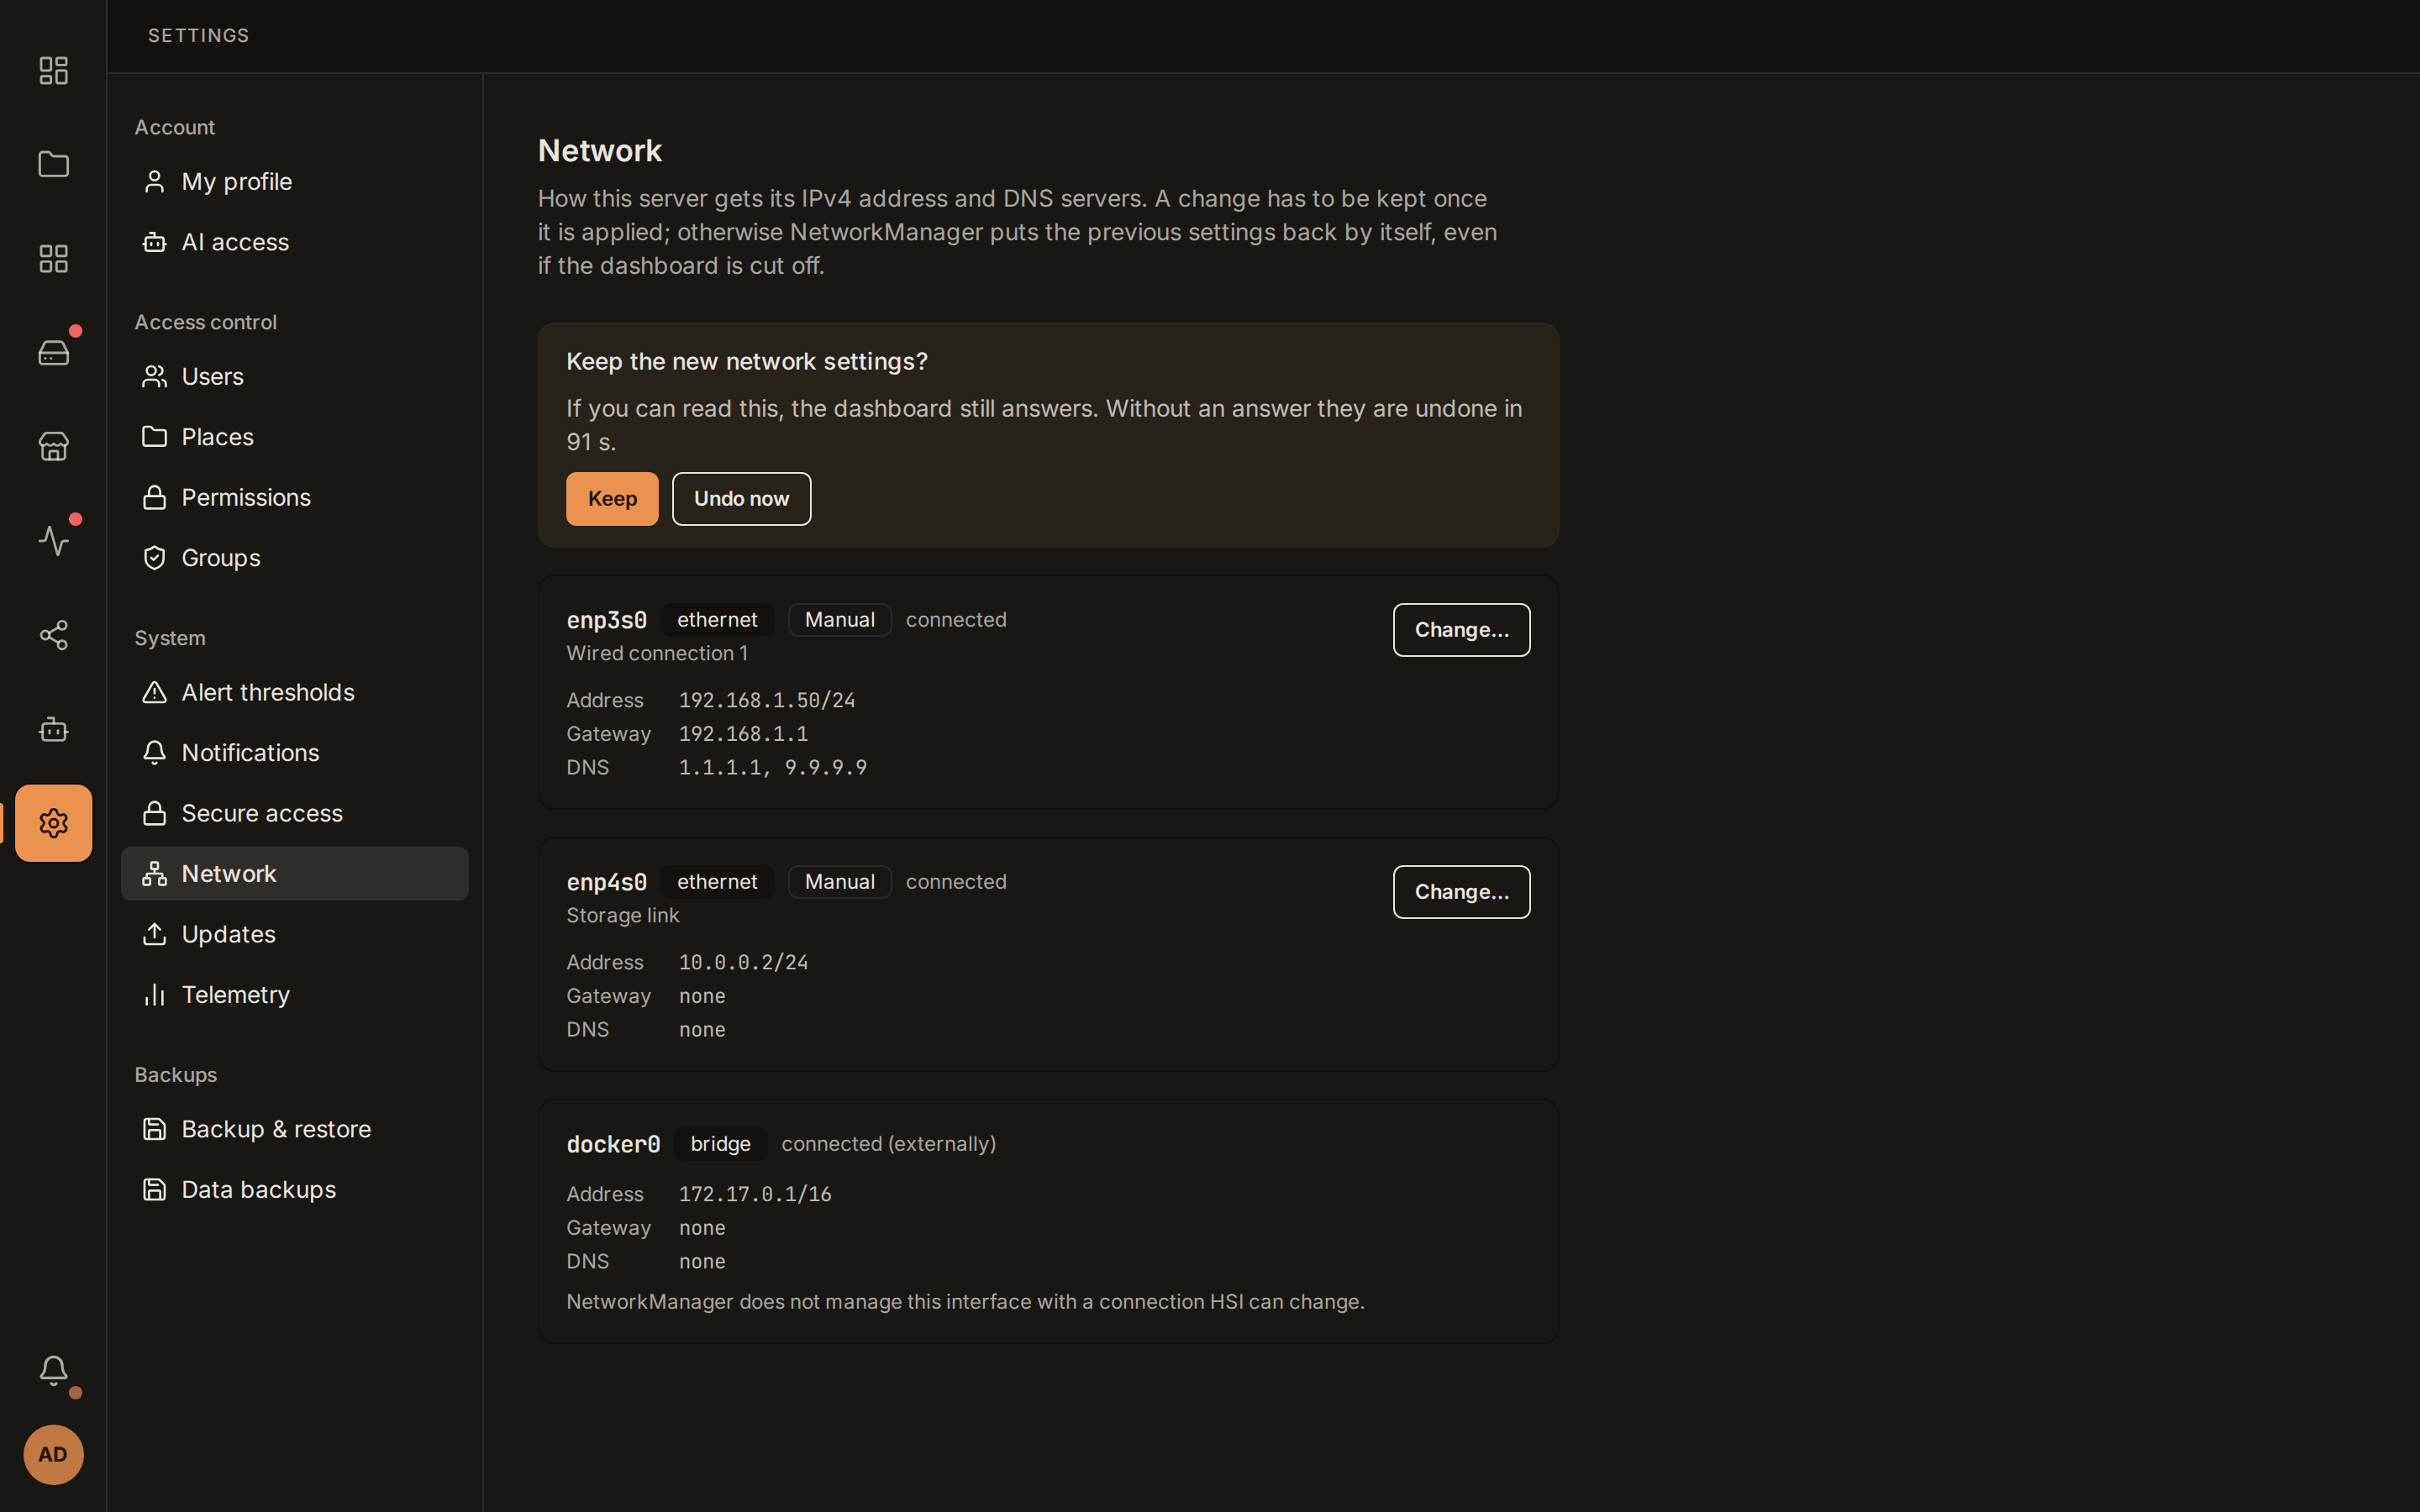 SETTINGS
Account
My profile
AI access
Access control
Users
Places
Permissions
Groups
System
Alert thresholds
Notifications
Secure access
Network
Updates
Telemetry
Backups
Backup & restore
Data backups
AD
Network
How this server gets its IPv4 address and DNS servers. A change has to be kept once
it is applied; otherwise NetworkManager puts the previous settings back by itself, even
if the dashboard is cut off.
Keep the new network settings?
If you can read this, the dashboard still answers. Without an answer they are undone in
91 s.
Keep Undo now
enp3s0 ethernet Manual connected Change...
Wired connection 1
Address 192.168.1.50/24
Gateway 192.168.1.1
DNS 1.1.1.1, 9.9.9.9
enp4s0 ethernet Manual connected Change...
Storage link
Address 10.0.0.2/24
Gateway none
DNS none
docker0 bridge connected (externally)
Address 172.17.0.1/16
Gateway none
DNS none
NetworkManager does not manage this interface with a connection HSI can change.